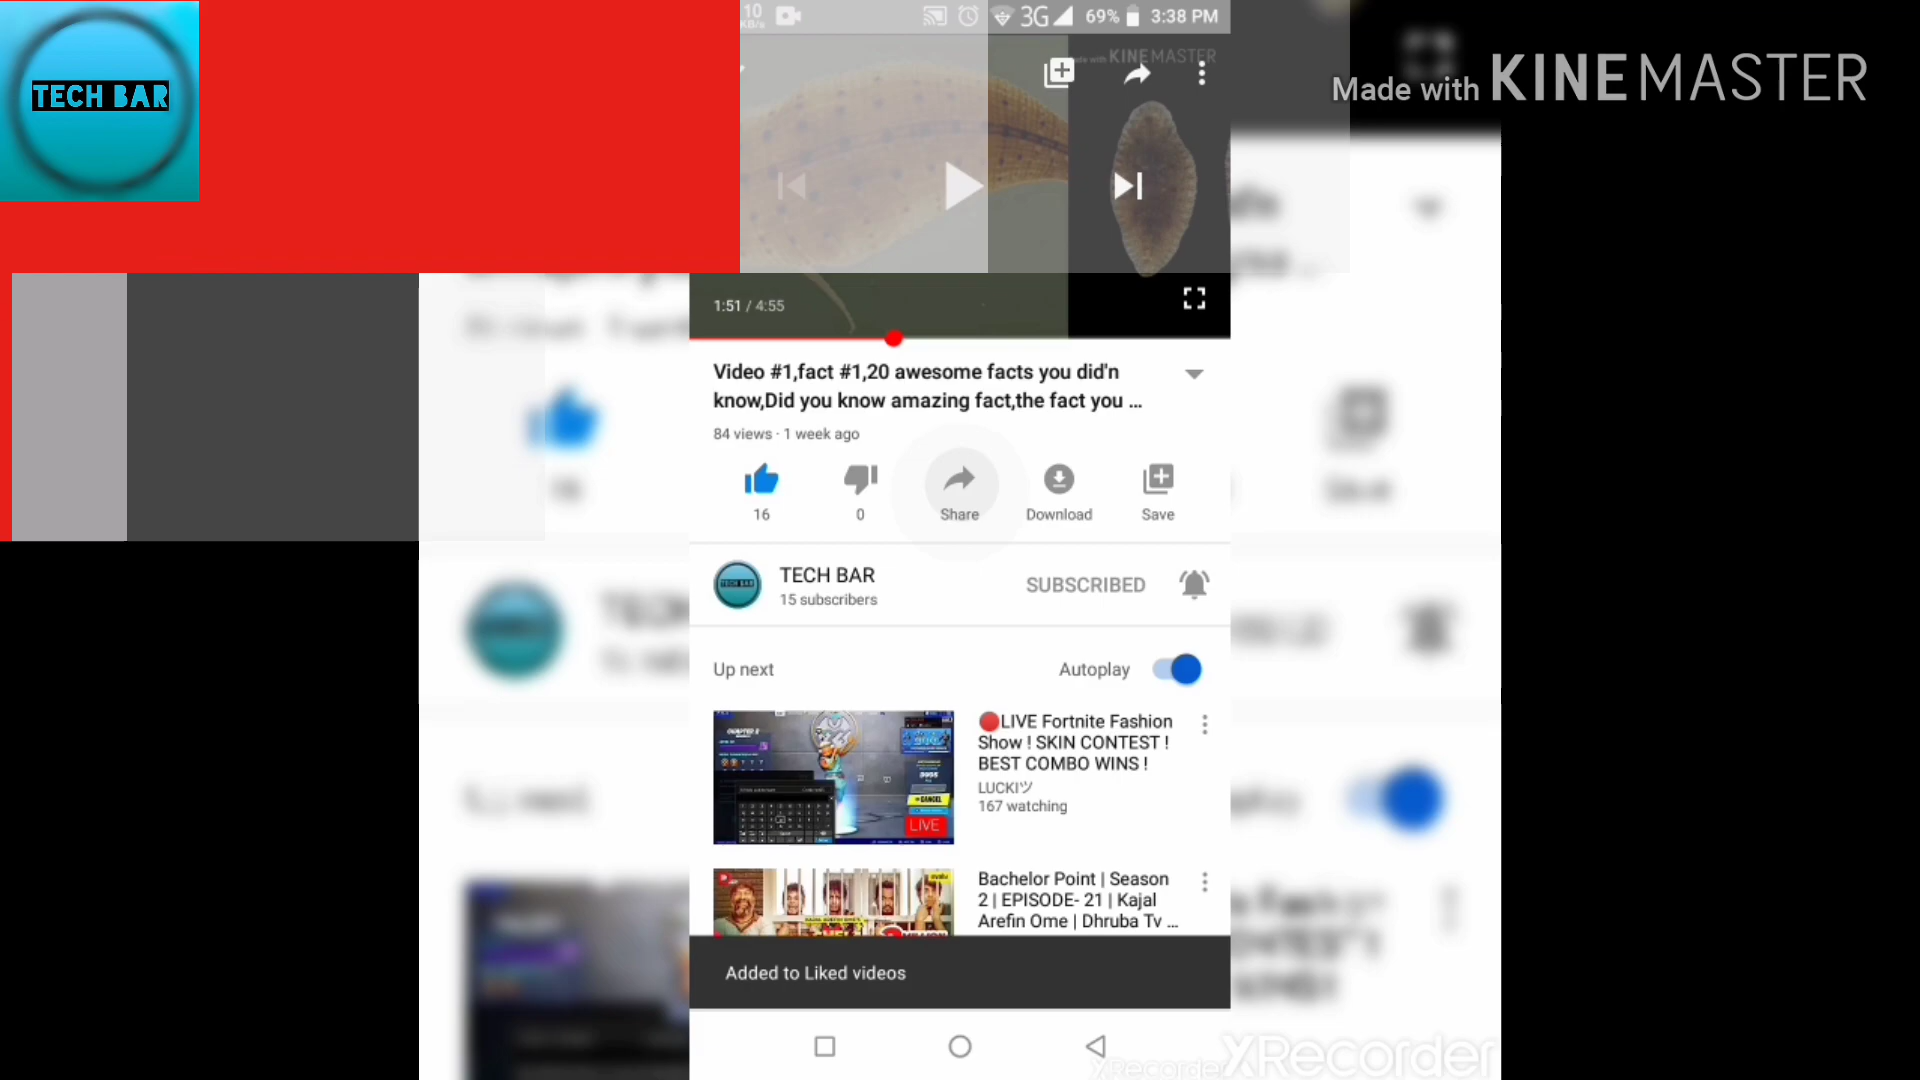 TECH BAR
10
KB/s
3G
69%
3:38 PM
Made with KINEMASTER
made with KINEMASTER
1:51 / 4:55
Video #1,fact #1,20 awesome facts you did'n
know,Did you know amazing fact,the fact you ...
84 views · 1 week ago
16
0
Share
Download
Save
TECH BAR
15 subscribers
SUBSCRIBED
Up next
Autoplay
🔴LIVE Fortnite Fashion
Show ! SKIN CONTEST !
BEST COMBO WINS !
LUCKIツ
167 watching
LIVE
Bachelor Point | Season
2 | EPISODE- 21 | Kajal
Arefin Ome | Dhruba Tv ...
Added to Liked videos
XRecorder
XRecorder